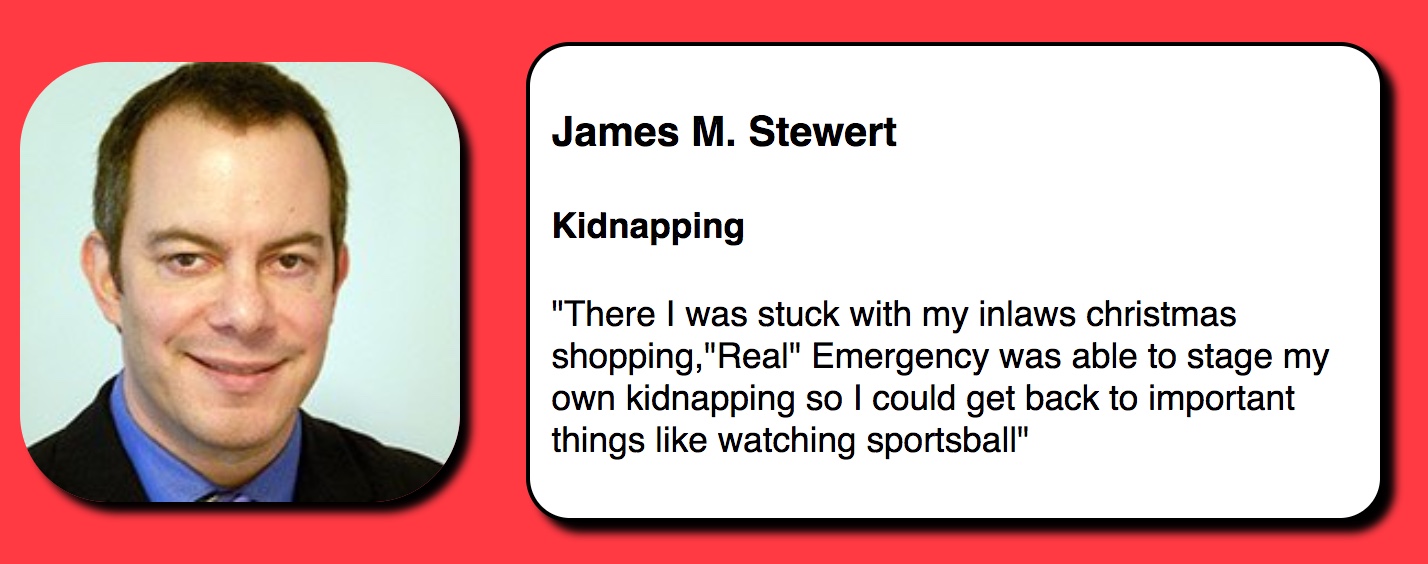 James M. Stewert
Kidnapping
"There I was stuck with my inlaws christmas
shopping,"Real" Emergency was able to stage my
own kidnapping so I could get back to important
things like watching sportsball"